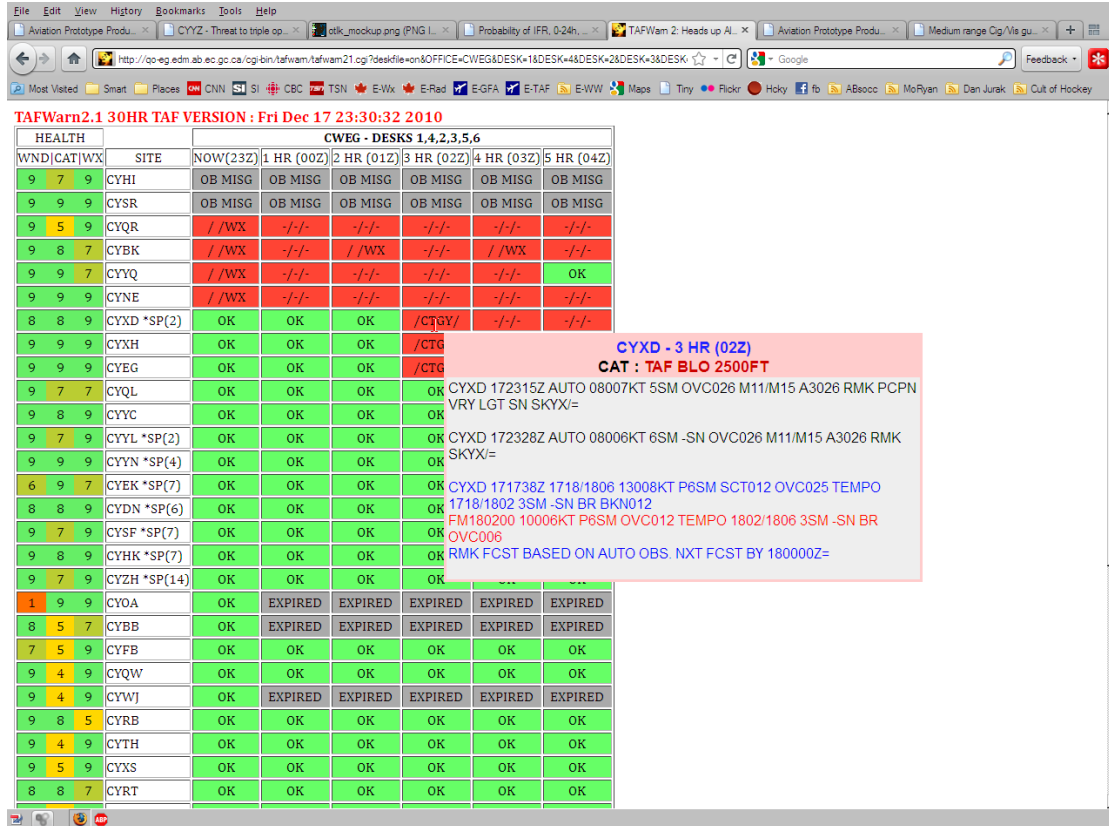 File Edit View History Bookmarks Tools Help
Aviation Prototype Produ... × CYYZ - Threat to triple op... × otlk_mockup.png (PNG I... × Probability of IFR, 0-24h, ... × TAFWarn 2: Heads up Al... × Aviation Prototype Produ... × Medium range Cig/Vis gu... × +
http://qo-eg.edm.ab.ec.gc.ca/cgi-bin/tafwarn/tafwarn21.cgi?deskfile=on&OFFICE=CWEG&DESK=1&DESK=4&DESK=2&DESK=3&DESK Google Feedback
Most Visited Smart Places CNN SI CBC TSN E-Wx E-Rad E-GFA E-TAF E-WW Maps Tiny Flickr Hcky fb ABsocc MoRyan Dan Jurak Cult of Hockey
TAFWarn2.1 30HR TAF VERSION : Fri Dec 17 23:30:32 2010
HEALTH CWEG - DESKS 1,4,2,3,5,6
WND|CAT|WX SITE NOW(23Z) 1 HR (00Z) 2 HR (01Z) 3 HR (02Z) 4 HR (03Z) 5 HR (04Z)
9 7 9 CYHI OB MISG OB MISG OB MISG OB MISG OB MISG OB MISG
9 9 9 CYSR OB MISG OB MISG OB MISG OB MISG OB MISG OB MISG
9 5 9 CYQR / /WX -/-/- -/-/- -/-/- -/-/- -/-/-
9 8 7 CYBK / /WX -/-/- / /WX -/-/- / /WX -/-/-
9 9 7 CYYQ / /WX -/-/- -/-/- -/-/- -/-/- OK
9 9 9 CYNE / /WX -/-/- -/-/- -/-/- -/-/- -/-/-
8 8 9 CYXD *SP(2) OK OK OK /CTGY/ -/-/- -/-/-
9 9 9 CYXH OK OK OK /CTG
9 9 9 CYEG OK OK OK /CTG
9 7 7 CYQL OK OK OK OK
9 8 9 CYYC OK OK OK OK
9 7 9 CYYL *SP(2) OK OK OK OK
9 9 9 CYYN *SP(4) OK OK OK OK
6 9 7 CYEK *SP(7) OK OK OK OK
8 8 9 CYDN *SP(6) OK OK OK OK
9 7 9 CYSF *SP(7) OK OK OK OK
9 8 9 CYHK *SP(7) OK OK OK OK
9 7 9 CYZH *SP(14) OK OK OK OK OK OK
1 9 9 CYOA OK EXPIRED EXPIRED EXPIRED EXPIRED EXPIRED
8 5 7 CYBB OK EXPIRED EXPIRED EXPIRED EXPIRED EXPIRED
7 5 9 CYFB OK OK OK OK OK OK
9 4 9 CYQW OK OK OK OK OK OK
9 4 9 CYWJ OK EXPIRED EXPIRED EXPIRED EXPIRED EXPIRED
9 8 5 CYRB OK OK OK OK OK OK
9 4 9 CYTH OK OK OK OK OK OK
9 5 9 CYXS OK OK OK OK OK OK
8 8 7 CYRT OK OK OK OK OK OK
CYXD - 3 HR (02Z)
CAT : TAF BLO 2500FT
CYXD 172315Z AUTO 08007KT 5SM OVC026 M11/M15 A3026 RMK PCPN
VRY LGT SN SKYX/=
CYXD 172328Z AUTO 08006KT 6SM -SN OVC026 M11/M15 A3026 RMK
SKYX/=
CYXD 171738Z 1718/1806 13008KT P6SM SCT012 OVC025 TEMPO
1718/1802 3SM -SN BR BKN012
FM180200 10006KT P6SM OVC012 TEMPO 1802/1806 3SM -SN BR
OVC006
RMK FCST BASED ON AUTO OBS. NXT FCST BY 180000Z=
ABP